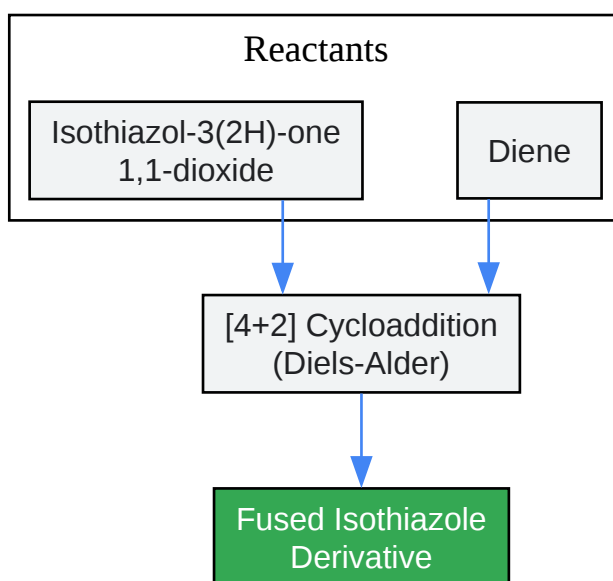 Reactants
Isothiazol-3(2H)-one
1,1-dioxide
Diene
[4+2] Cycloaddition
(Diels-Alder)
Fused Isothiazole
Derivative